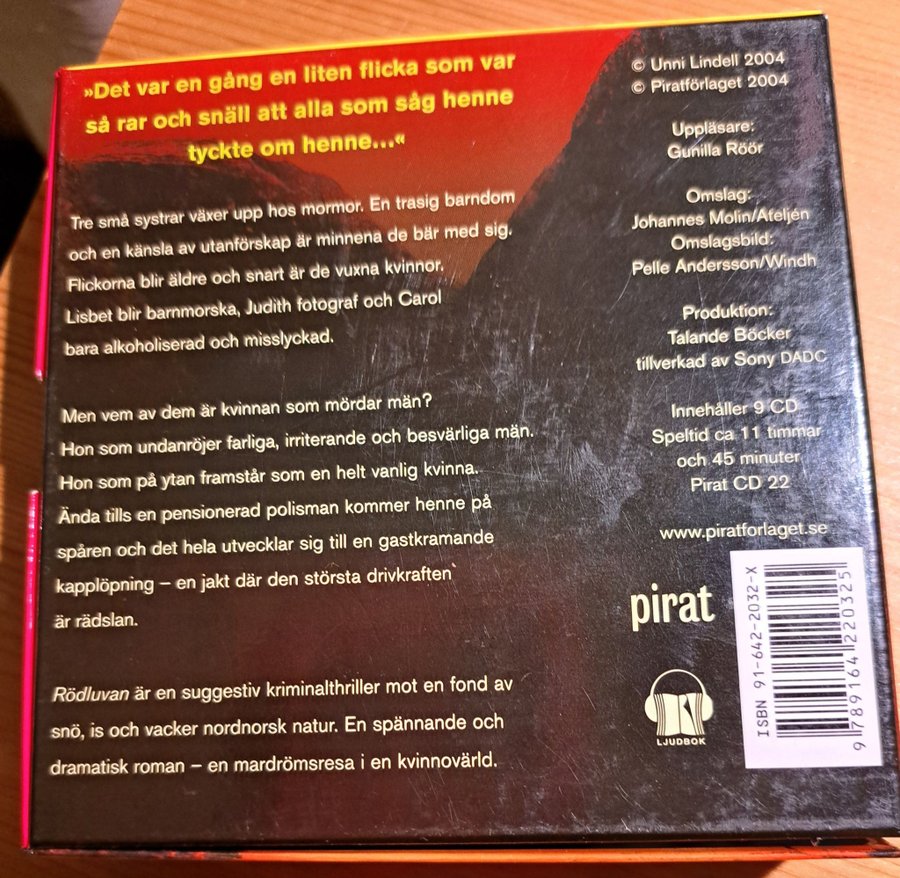 »Det var en gång en liten flicka som var
så rar och snäll att alla som såg henne
tyckte om henne...«
Tre små systrar växer upp hos mormor. En trasig barndom
och en känsla av utanförskap är minnena de bär med sig.
Flickorna blir äldre och snart är de vuxna kvinnor.
Lisbet blir barnmorska, Judith fotograf och Carol
bara alkoholiserad och misslyckad.
Men vem av dem är kvinnan som mördar män?
Hon som undanröjer farliga, irriterande och besvärliga män.
Hon som på ytan framstår som en helt vanlig kvinna.
Ända tills en pensionerad polisman kommer henne på
spåren och det hela utvecklar sig till en gastkramande
kapplöpning – en jakt där den största drivkraften
är rädslan.
Rödluvan är en suggestiv kriminalthriller mot en fond av
snö, is och vacker nordnorsk natur. En spännande och
dramatisk roman – en mardrömsresa i en kvinnovärld.
© Unni Lindell 2004
© Piratförlaget 2004
Uppläsare:
Gunilla Röör
Omslag:
Johannes Molin/Ateljén
Omslagsbild:
Pelle Andersson/Windh
Produktion:
Talande Böcker
tillverkad av Sony DADC
Innehåller 9 CD
Speltid ca 11 timmar
och 45 minuter
Pirat CD 22
www.piratforlaget.se
pirat
LJUDBOK
ISBN 91-642-2032-X
9 789164 220325